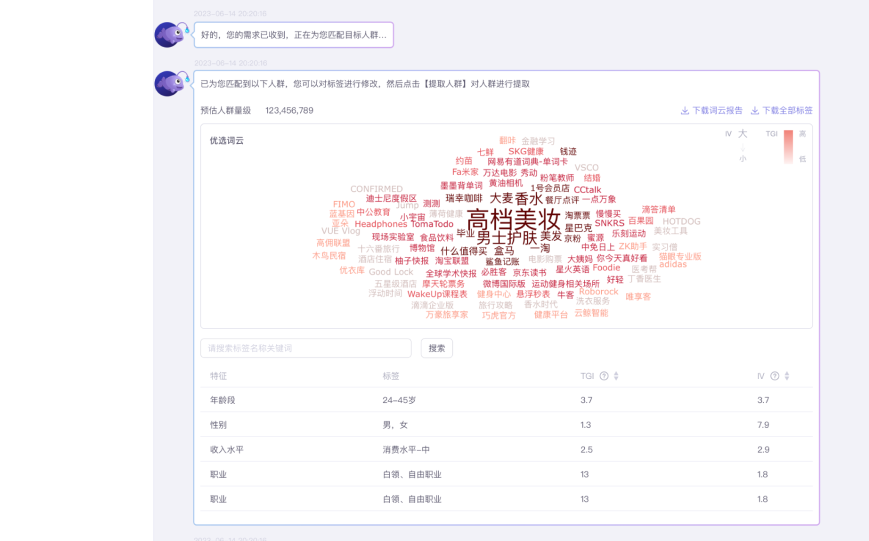 2023-06-14 20:20:16
好的，您的需求已收到，正在为您匹配目标人群...
2023-06-14 20:20:16
已为您匹配到以下人群，您可以对标签进行修改，然后点击【提取人群】对人群进行提取
预估人群量级 123,456,789 下载词云报告 下载全部标签
优选词云 IV 大 小 TGI 高 低
翻咔 金融学习
七鲜 SKG健康 钱迹
约苗 网易有道词典-单词卡 VSCO
Fa米家 万达电影 秀动 粉笔教师 结婚
墨墨背单词 黄油相机 1号会员店 CCtalk
CONFIRMED
迪士尼度假区 溯溯 瑞幸咖啡 大麦 香水 餐厅点评 一点万象
FIMO Jump 滴答清单
蓝基因 中公教育 小宇宙 薄荷健康 高档美妆 淘票票 慢慢买
亚朵 Headphones TomaTodo SNKRS 百果园 HOTDOG
VUE Vlog 毕业 男士护肤 美发 星巴克 乐刻运动 美妆工具
高佣联盟 现场实验室 食品饮料 京粉 蜜源
十六番旅行 博物馆 什么值得买 盒马 一淘 中免日上 ZK助手 实习僧
木鸟民宿 酒店住宿 柚子快报 淘宝联盟 鲨鱼记账 电影购票 大姨妈 你今天真好看 猫眼专业版
优衣库 Good Lock 全球学术快报 必胜客 京东读书 星火英语 Foodie 医考帮 adidas
五星级酒店 摩天轮票务 微博国际版 运动健身相关场所 好轻 丁香医生
浮动时间 WakeUp课程表 健身中心 悬浮秒表 牛客 Roborock 唯享客
滴滴企业版 旅行攻略 香水时代 洗衣服务
万豪旅享家 巧虎官方 健康平台 云鲸智能
请搜索标签名称关键词 搜索
特征 标签 TGI IV
年龄段 24-45岁 3.7 3.7
性别 男，女 1.3 7.9
收入水平 消费水平-中 2.5 2.9
职业 白领、自由职业 13 1.8
职业 白领、自由职业 13 1.8